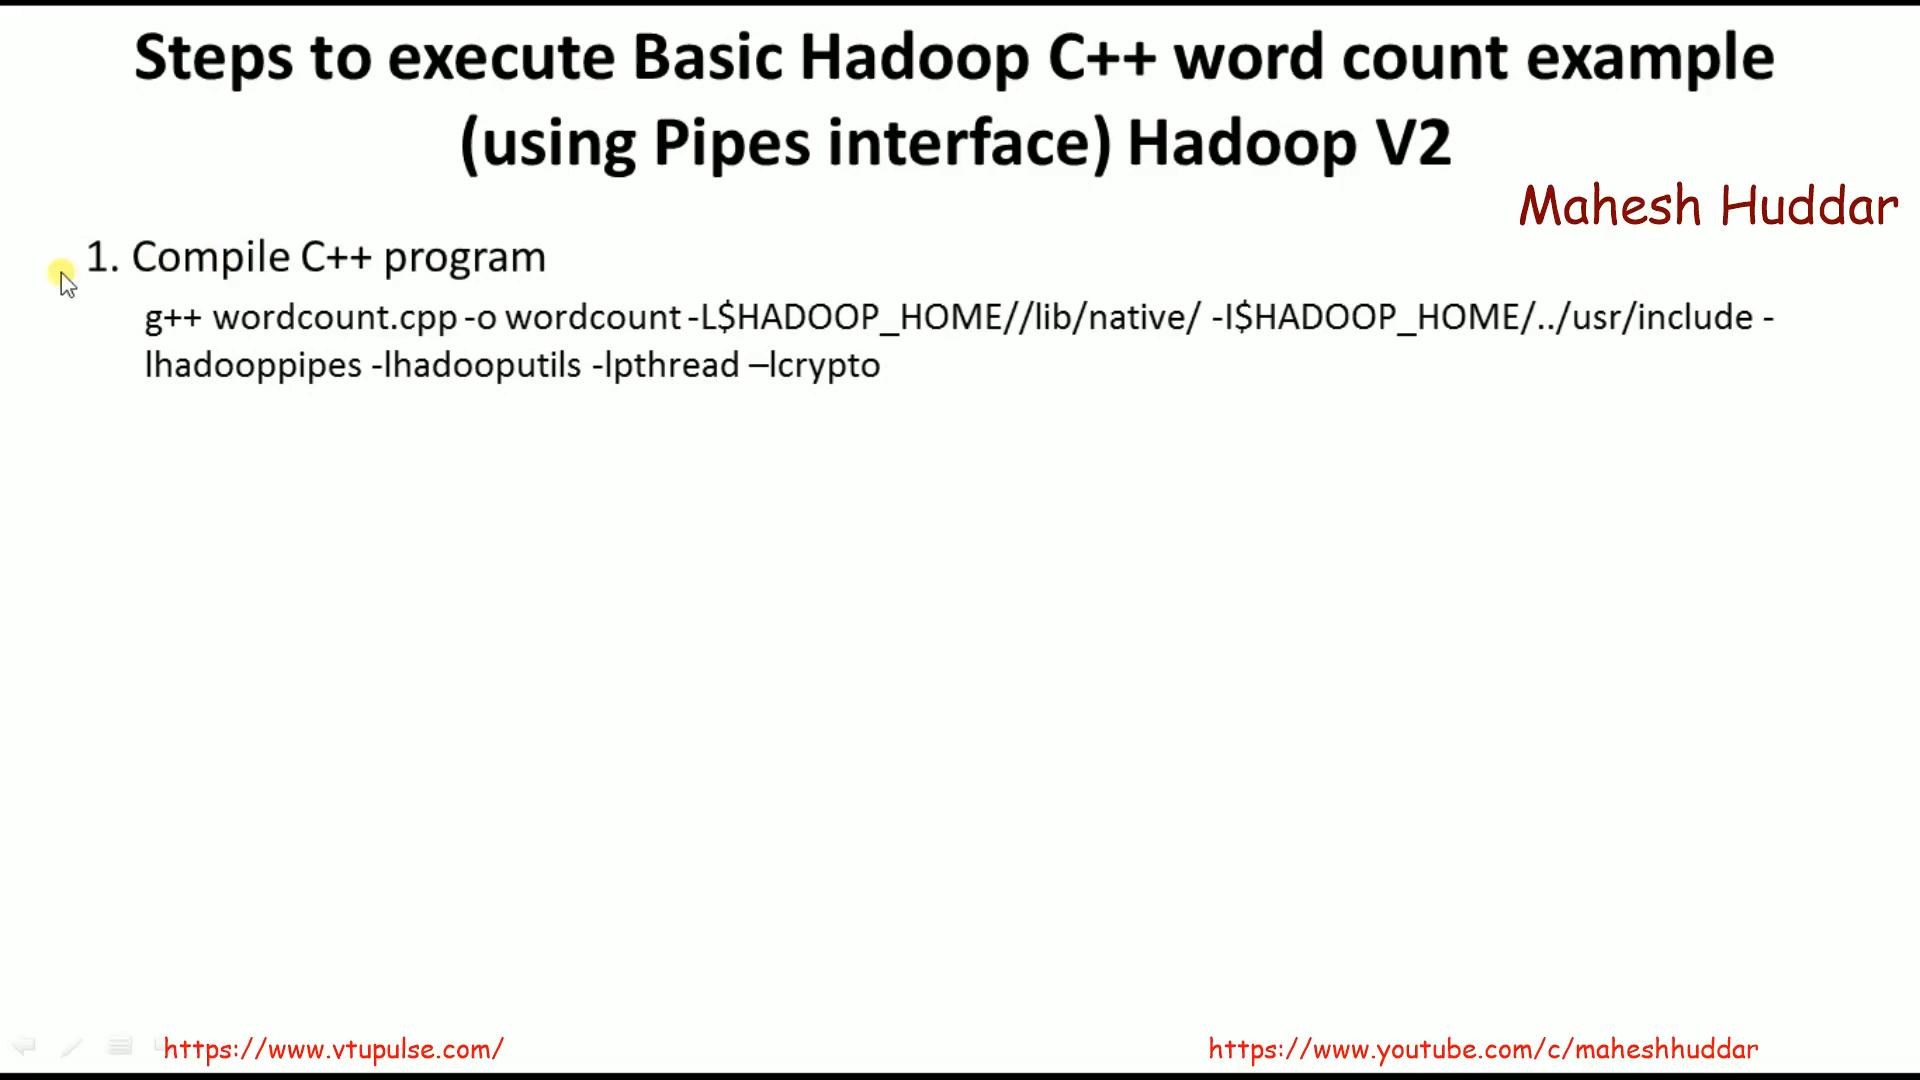 Steps to execute Basic Hadoop C++ word count example
(using Pipes interface) Hadoop V2
Mahesh Huddar
1. Compile C++ program
g++ wordcount.cpp -o wordcount -L$HADOOP_HOME//lib/native/ -I$HADOOP_HOME/../usr/include -
lhadooppipes -lhadooputils -lpthread –lcrypto
https://www.vtupulse.com/
https://www.youtube.com/c/maheshhuddar